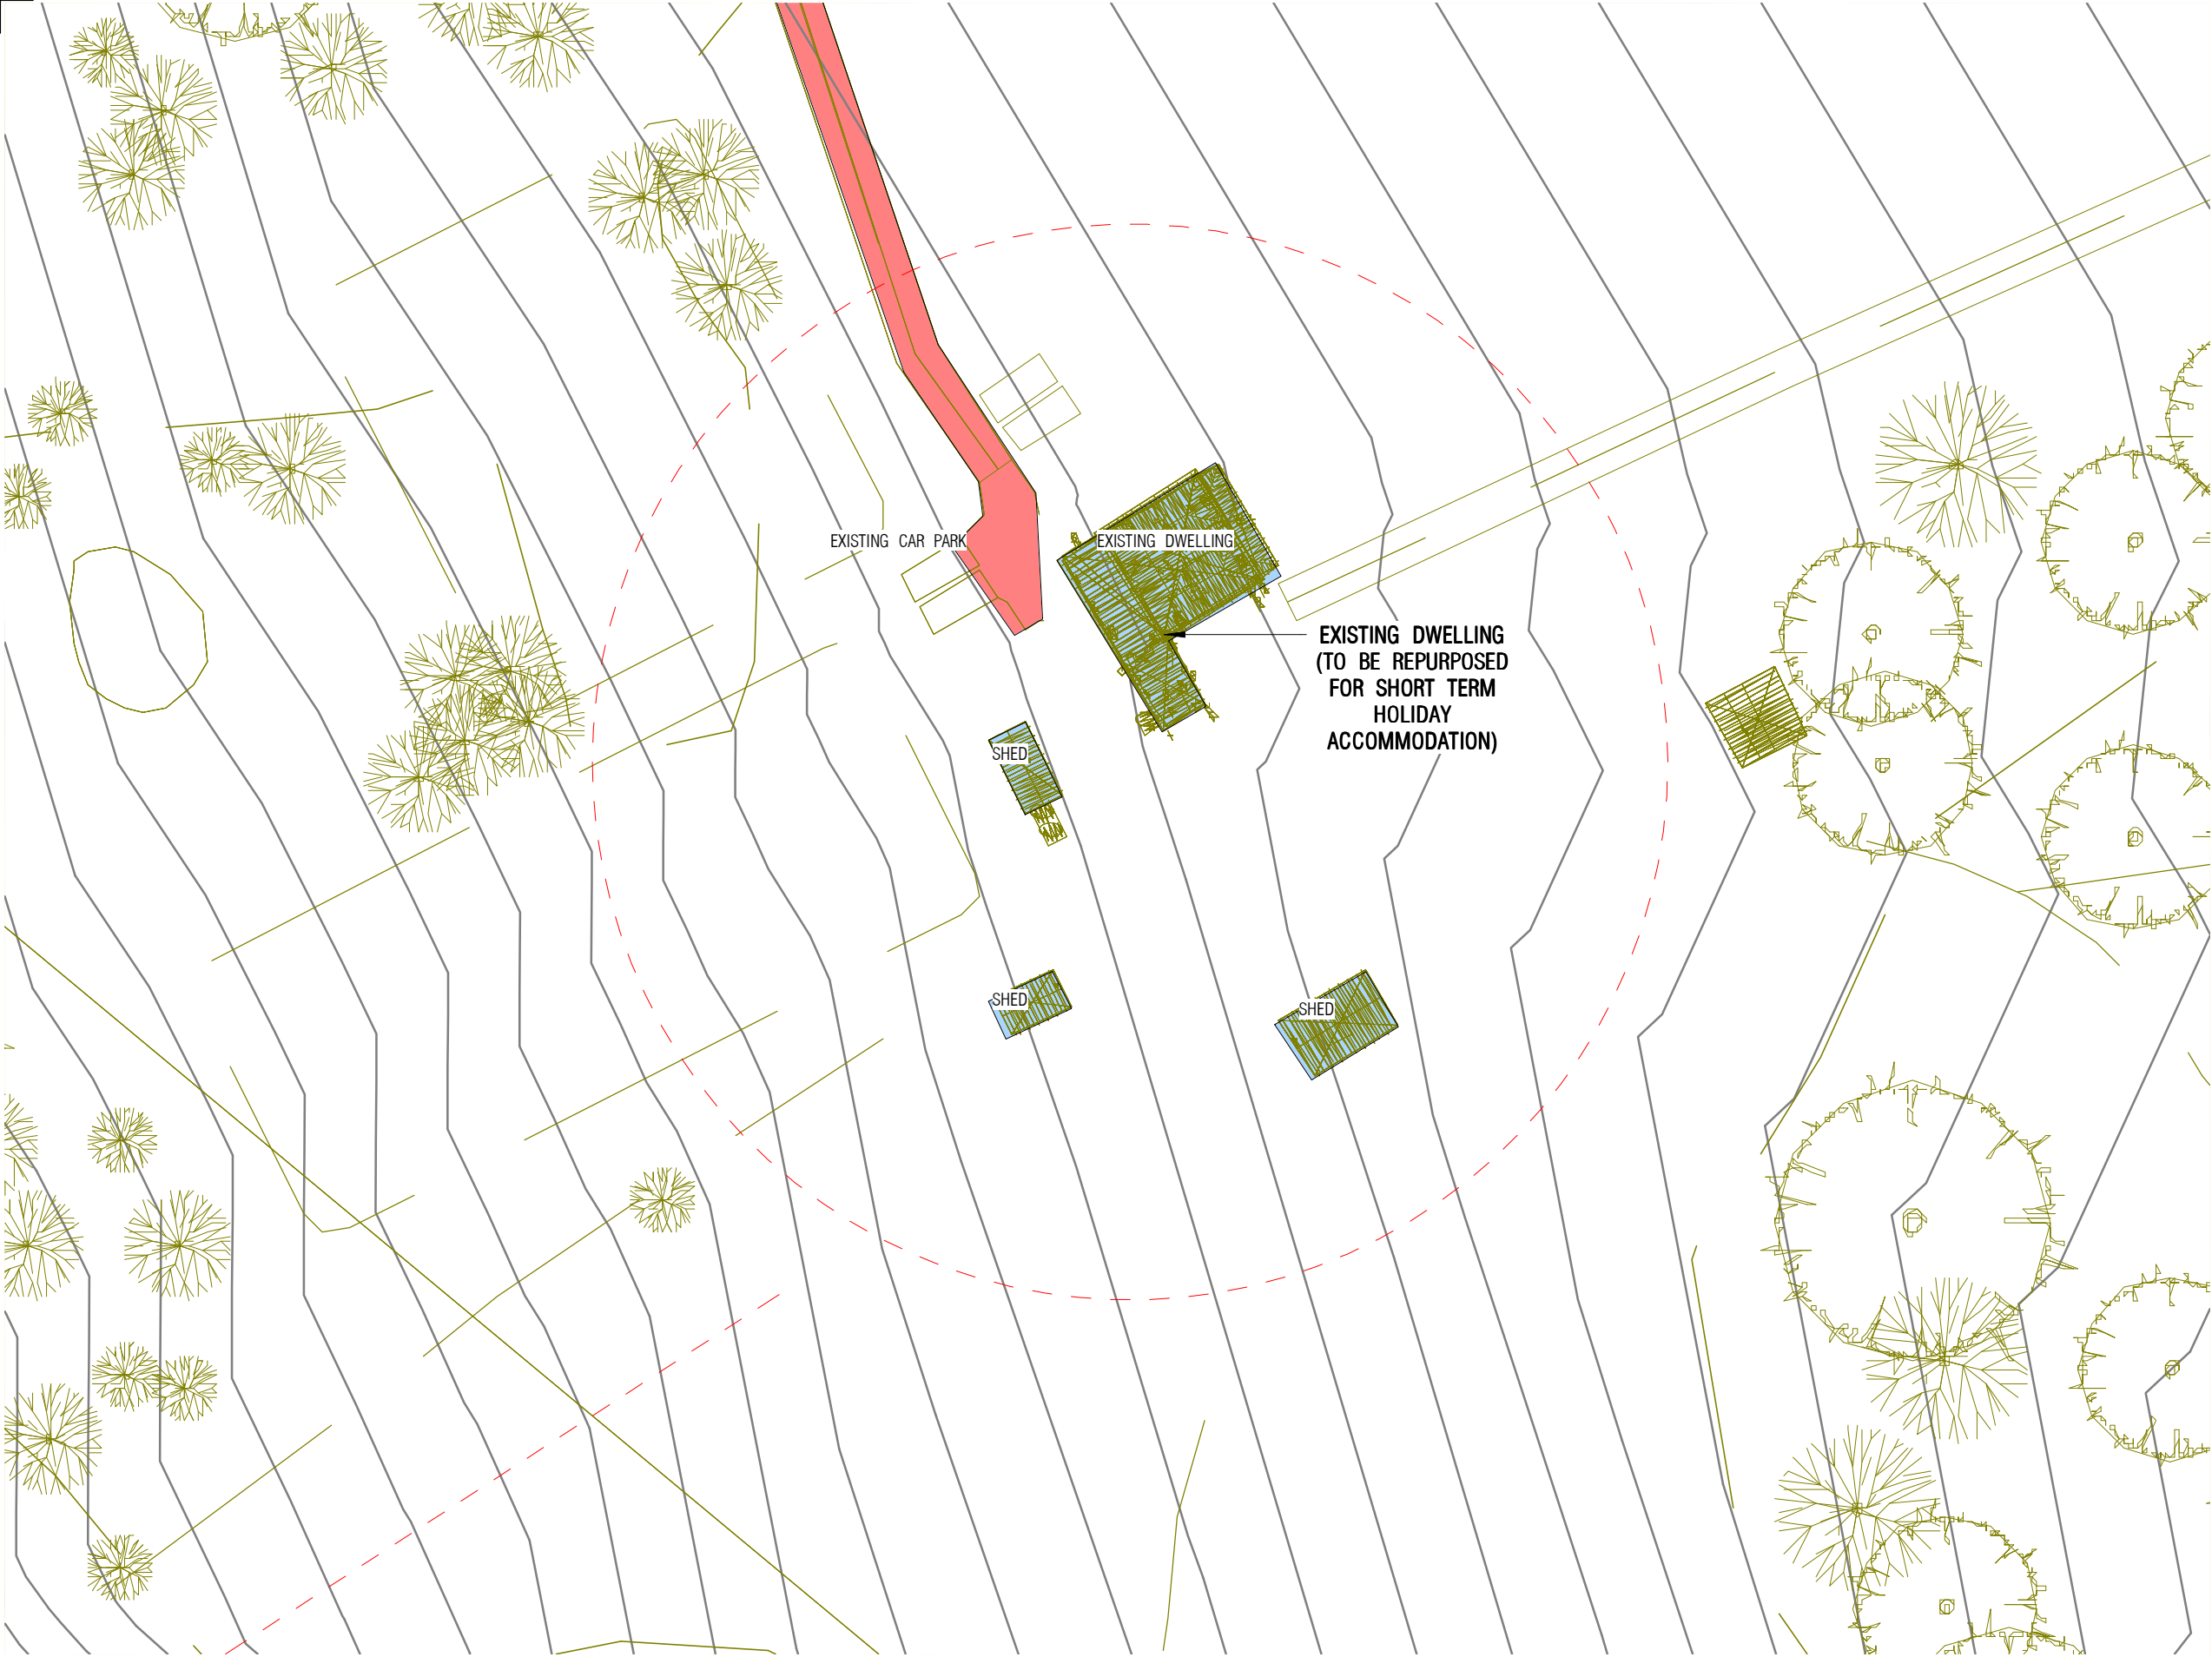 EXISTING CAR PARK
EXISTING DWELLING
EXISTING DWELLING
(TO BE REPURPOSED
FOR SHORT TERM
HOLIDAY
ACCOMMODATION)
SHED
SHED
SHED